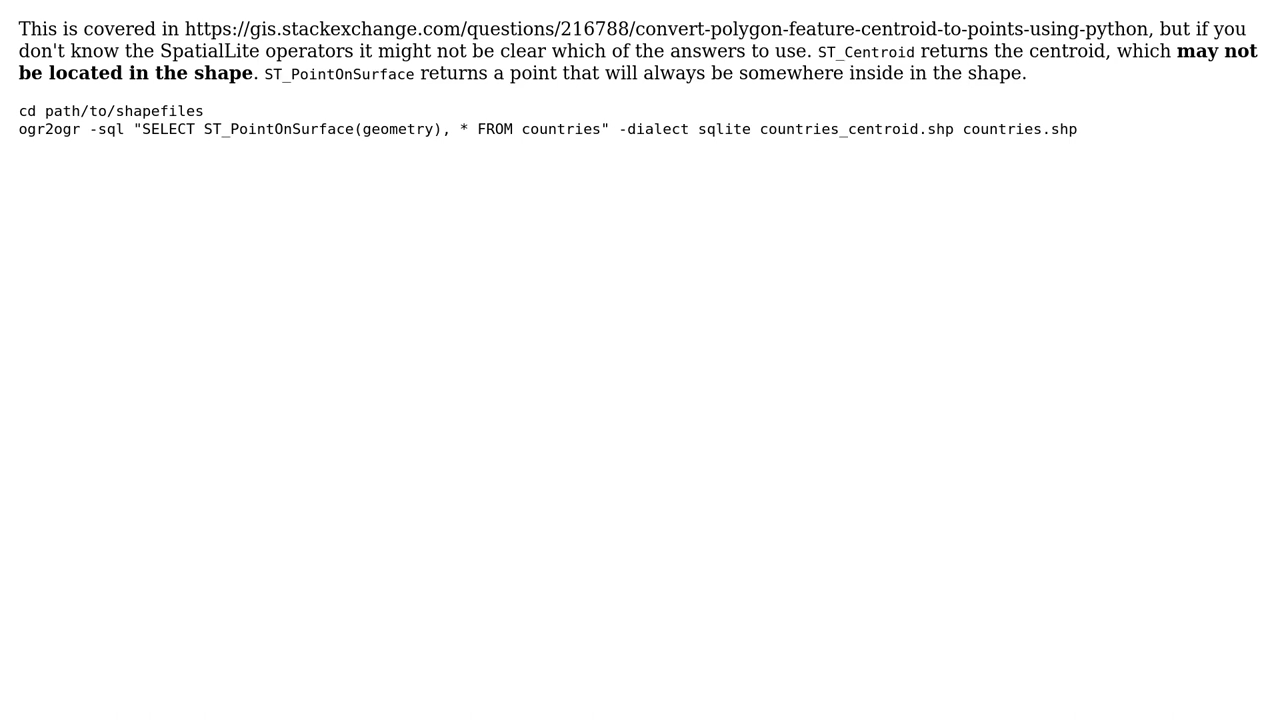 This is covered in https://gis.stackexchange.com/questions/216788/convert-polygon-feature-centroid-to-points-using-python, but if you
don't know the SpatialLite operators it might not be clear which of the answers to use. ST_Centroid returns the centroid, which may not
be located in the shape. ST_PointOnSurface returns a point that will always be somewhere inside in the shape.
cd path/to/shapefiles
ogr2ogr -sql "SELECT ST_PointOnSurface(geometry), * FROM countries" -dialect sqlite countries_centroid.shp countries.shp